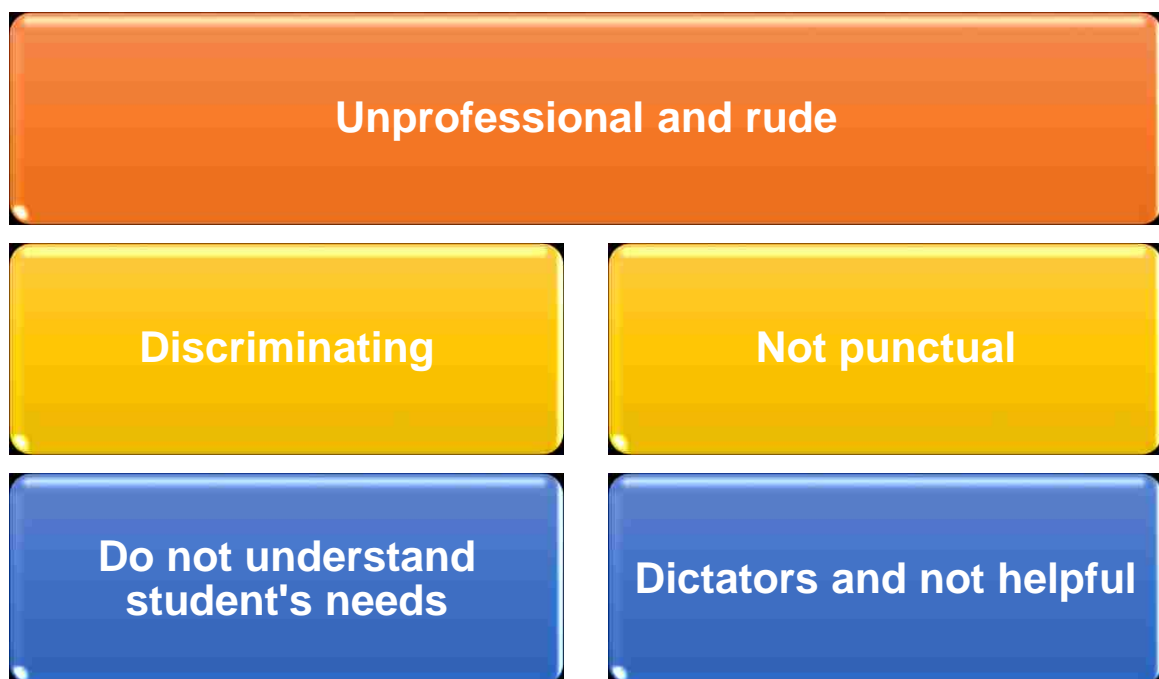 Unprofessional and rude
Discriminating
Not punctual
Do not understand
student's needs
Dictators and not helpful